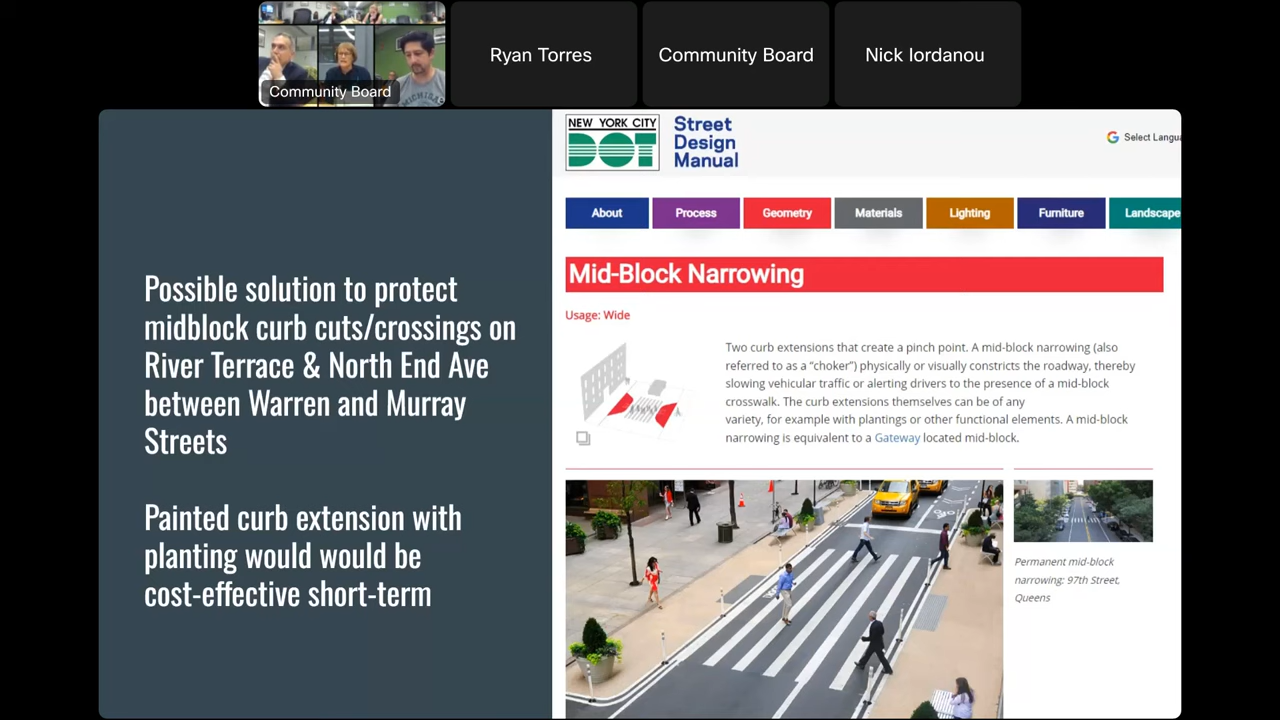 Community Board
Ryan Torres
Community Board
Nick Iordanou
Possible solution to protect
midblock curb cuts/crossings on
River Terrace & North End Ave
between Warren and Murray
Streets
Painted curb extension with
planting would would be
cost-effective short-term
NEW YORK CITY
DOT
Street
Design
Manual
Select Langua
About
Process
Geometry
Materials
Lighting
Furniture
Landscape
Mid-Block Narrowing
Usage: Wide
Two curb extensions that create a pinch point. A mid-block narrowing (also
referred to as a “choker”) physically or visually constricts the roadway, thereby
slowing vehicular traffic or alerting drivers to the presence of a mid-block
crosswalk. The curb extensions themselves can be of any
variety, for example with plantings or other functional elements. A mid-block
narrowing is equivalent to a Gateway located mid-block.
Permanent mid-block
narrowing: 97th Street,
Queens